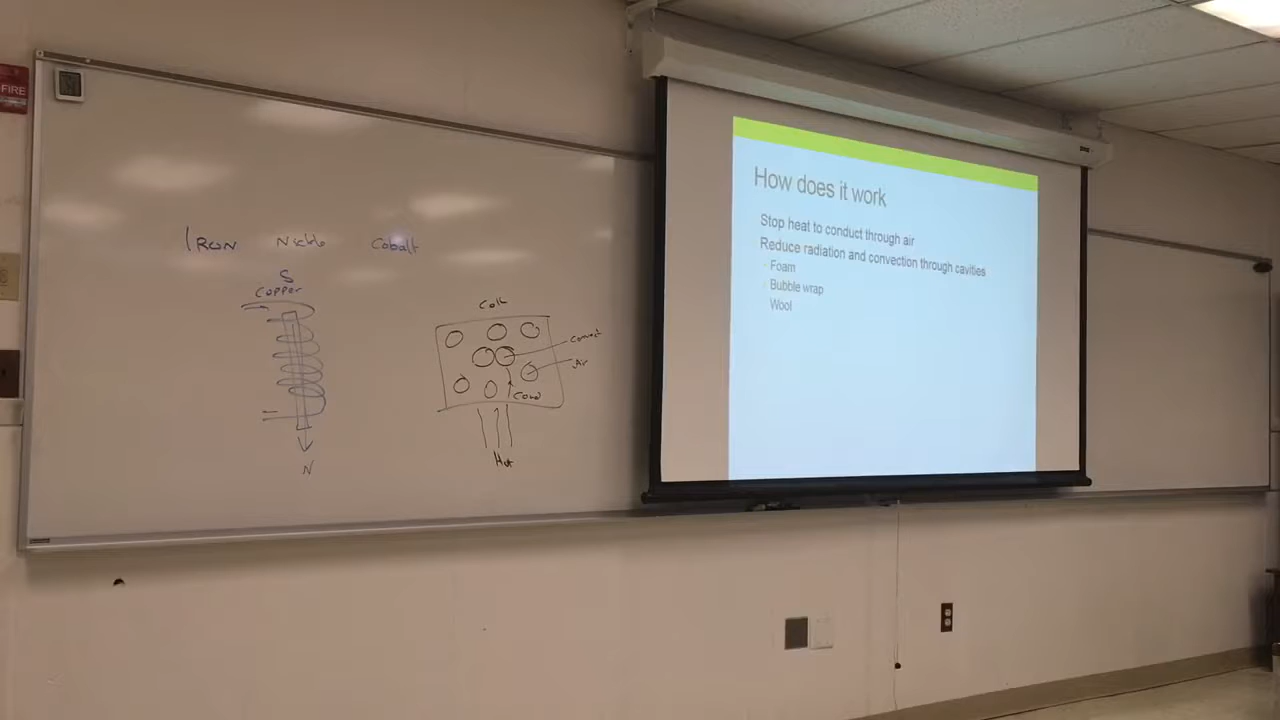 FIRE
IRON Nickle Cobalt
S
Copper
N
Cold
Convect
Air
Cond
Hot
How does it work
Stop heat to conduct through air
Reduce radiation and convection through cavities
Foam
Bubble wrap
Wool